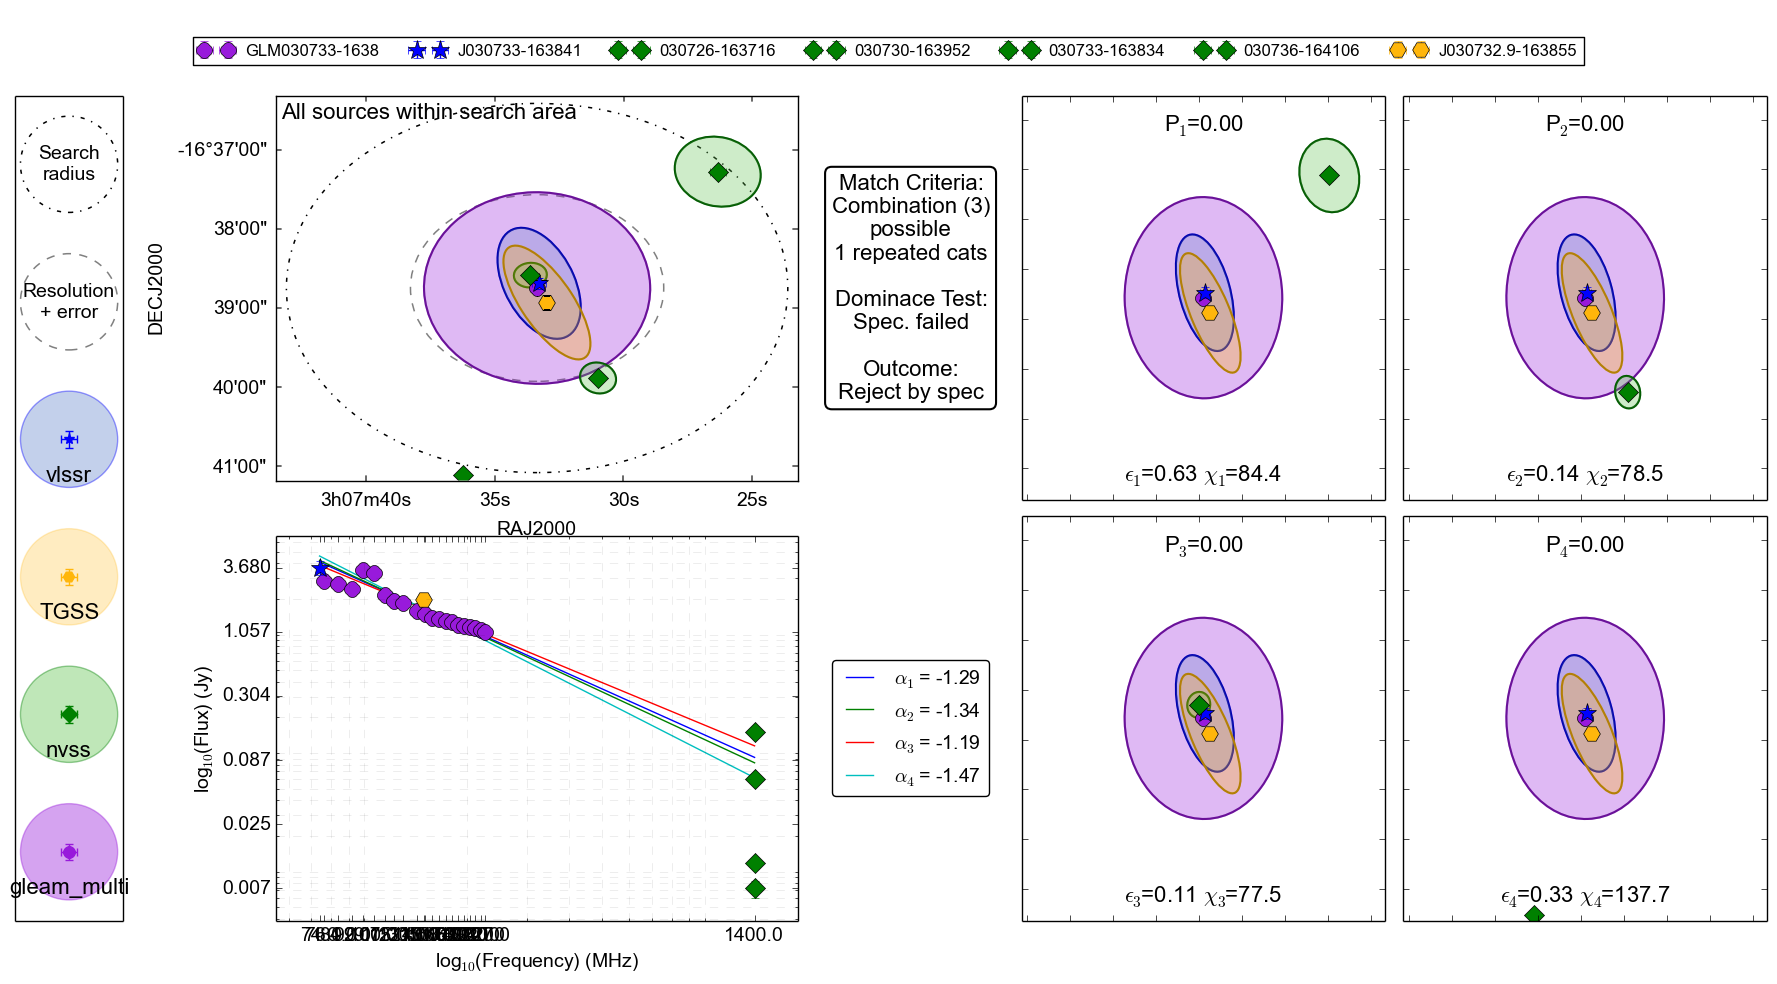 GLM030733-1638 J030733-163841 030726-163716 030730-163952 030733-163834 030736-164106 J030732.9-163855
Search
radius
Resolution
+ error
vlssr
TGSS
nvss
gleam_multi
All sources within search area
DECJ2000
-16°37'00"
38'00"
39'00"
40'00"
41'00"
3h07m40s 35s 30s 25s
RAJ2000
Match Criteria:
Combination (3)
possible
1 repeated cats
Dominace Test:
Spec. failed
Outcome:
Reject by spec
P1=0.00
ϵ1=0.63 χ1=84.4
P2=0.00
ϵ2=0.14 χ2=78.5
log10(Flux) (Jy)
3.680
1.057
0.304
0.087
0.025
0.007
1400.0
log10(Frequency) (MHz)
α1 = -1.29
α2 = -1.34
α3 = -1.19
α4 = -1.47
P3=0.00
ϵ3=0.11 χ3=77.5
P4=0.00
ϵ4=0.33 χ4=137.7